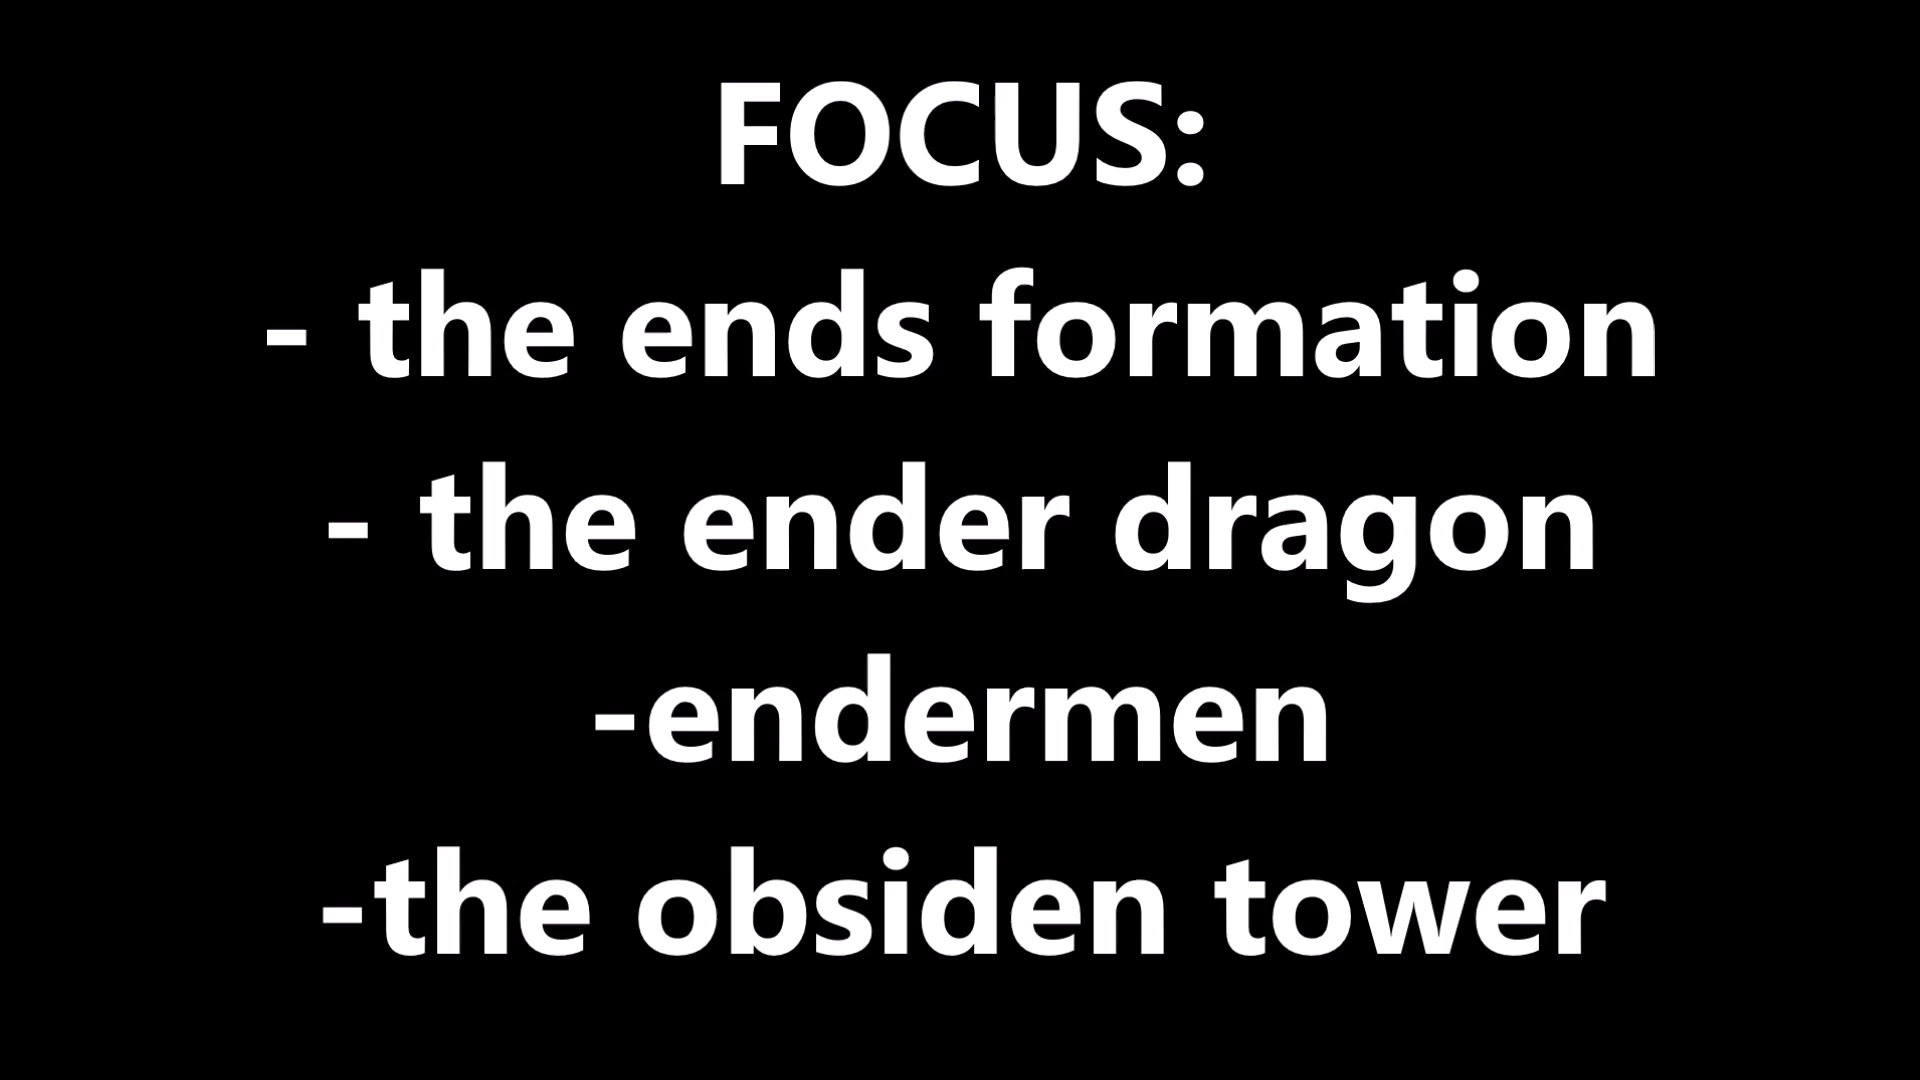 FOCUS:
- the ends formation
- the ender dragon
-endermen
-the obsiden tower